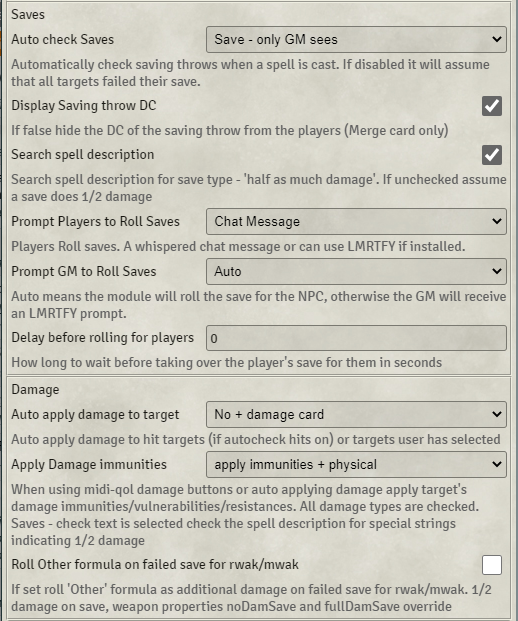 Saves
Auto check Saves
Save - only GM sees
Automatically check saving throws when a spell is cast. If disabled it will assume
that all targets failed their save.
Display Saving throw DC
If false hide the DC of the saving throw from the players (Merge card only)
Search spell description
Search spell description for save type - 'half as much damage'. If unchecked assume
a save does 1/2 damage
Prompt Players to Roll Saves
Chat Message
Players Roll saves. A whispered chat message or can use LMRTFY if installed.
Prompt GM to Roll Saves
Auto
Auto means the module will roll the save for the NPC, otherwise the GM will receive
an LMRTFY prompt.
Delay before rolling for players
0
How long to wait before taking over the player's save for them in seconds
Damage
Auto apply damage to target
No + damage card
Auto apply damage to hit targets (if autocheck hits on) or targets user has selected
Apply Damage immunities
apply immunities + physical
When using midi-qol damage buttons or auto applying damage apply target's
damage immunities/vulnerabilities/resistances. All damage types are checked.
Saves - check text is selected check the spell description for special strings
indicating 1/2 damage
Roll Other formula on failed save for rwak/mwak
If set roll 'Other' formula as additional damage on failed save for rwak/mwak. 1/2
damage on save, weapon properties noDamSave and fullDamSave override